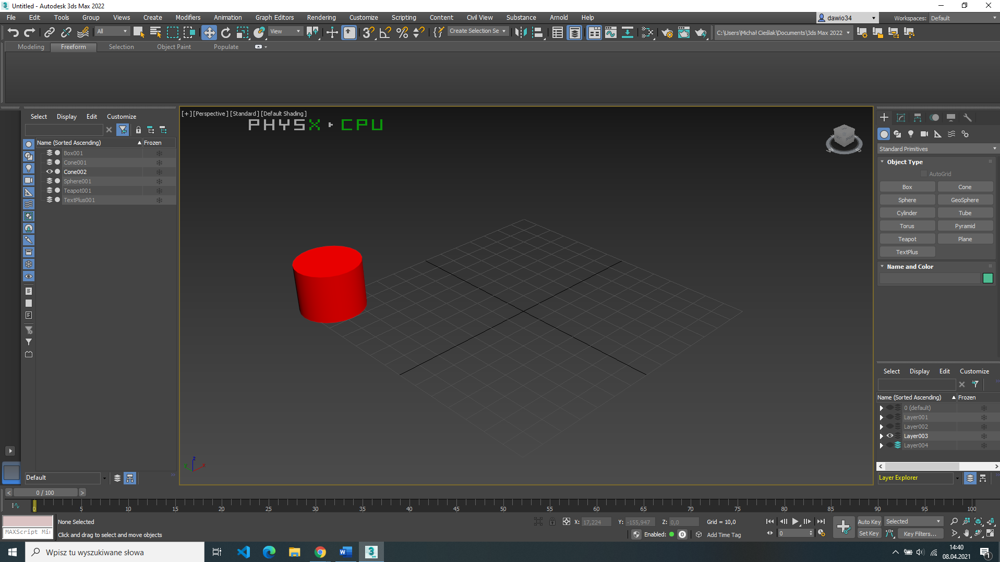 Untitled - Autodesk 3ds Max 2022
File Edit Tools Group Views Create Modifiers Animation Graph Editors Rendering Customize Scripting Content Civil View Substance Arnold Help
dawio34
Workspaces: Default
All
View
Create Selection Se
C:\Users\Michał Cieślak\Documents\3ds Max 2022
Modeling Freeform Selection Object Paint Populate
Select Display Edit Customize
Name (Sorted Ascending) Frozen
Box001
Cone001
Cone002
Sphere001
Teapot001
TextPlus001
Default
[+] [Perspective ] [Standard ] [Default Shading ]
PHYSX CPU
Standard Primitives
Object Type
AutoGrid
Box Cone
Sphere GeoSphere
Cylinder Tube
Torus Pyramid
Teapot Plane
TextPlus
Name and Color
Select Display Edit Customize
Name (Sorted Ascending) Frozen
0 (default)
Layer001
Layer002
Layer003
Layer004
Layer Explorer
z
y x
< 0 / 100 >
0 5 10 15 20 25 30 35 40 45 50 55 60 65 70 75 80 85 90 95 100
None Selected
MAXScript Mi
Click and drag to select and move objects
X: 17,224 Y: -155,947 Z: 0,0 Grid = 10,0
Enabled: 0 Add Time Tag
0
Auto Key Selected
Set Key Key Filters...
Wpisz tu wyszukiwane słowa
14:40
08.04.2021
1